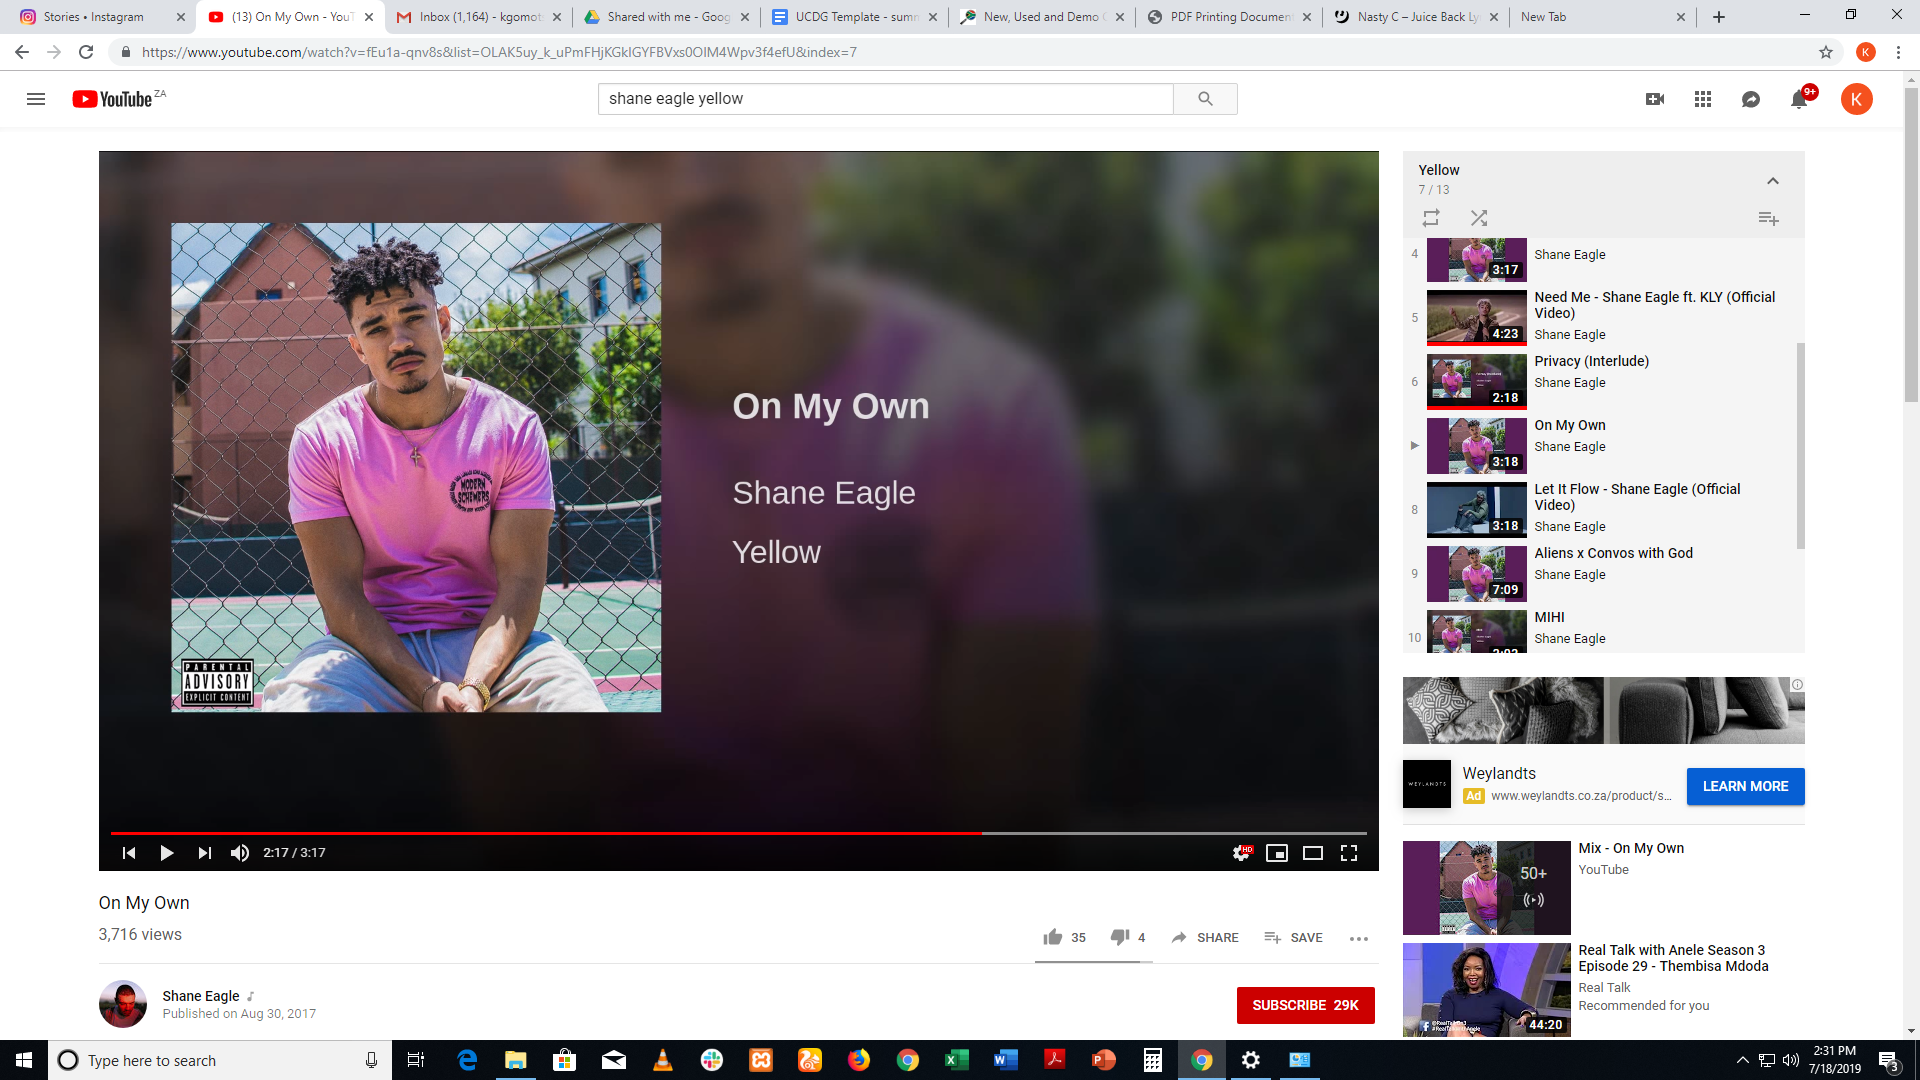 Stories • Instagram
(13) On My Own - YouT
Inbox (1,164) - kgomot
Shared with me - Goog
UCDG Template - sum
New, Used and Demo
PDF Printing Documen
Nasty C – Juice Back Ly
New Tab
https://www.youtube.com/watch?v=fEu1a-qnv8s&list=OLAK5uy_k_uPmFHjKGkIGYFBVxs0OlM4Wpv3f4efU&index=7
K
YouTube ZA
shane eagle yellow
9+
K
MODERN
SCHEMERS
PARENTAL
ADVISORY
EXPLICIT CONTENT
On My Own
Shane Eagle
Yellow
2:17 / 3:17
HD
On My Own
3,716 views
35
4
SHARE
SAVE
Shane Eagle
Published on Aug 30, 2017
SUBSCRIBE 29K
Yellow
7 / 13
4
3:17
Shane Eagle
5
4:23
Need Me - Shane Eagle ft. KLY (Official
Video)
Shane Eagle
6
2:18
Privacy (Interlude)
Shane Eagle
3:18
On My Own
Shane Eagle
8
3:18
Let It Flow - Shane Eagle (Official
Video)
Shane Eagle
9
7:09
Aliens x Convos with God
Shane Eagle
10
MIHI
Shane Eagle
WEYLANDTS
Weylandts
Ad www.weylandts.co.za/product/s...
LEARN MORE
50+
Mix - On My Own
YouTube
44:20
Real Talk with Anele Season 3
Episode 29 - Thembisa Mdoda
Real Talk
Recommended for you
Type here to search
2:31 PM
7/18/2019
3